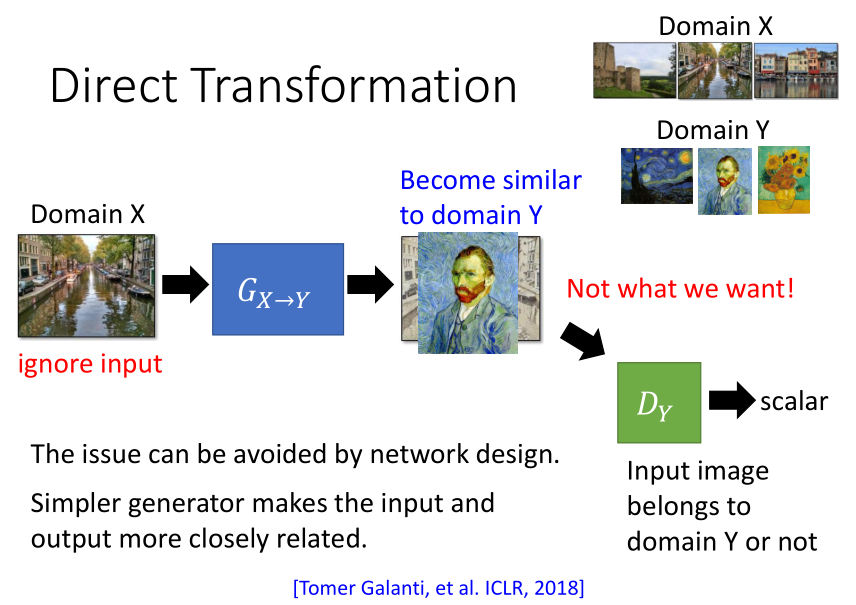 Direct Transformation
Domain X
Domain Y
Domain X
ignore input
G_{X→Y}
Become similar
to domain Y
Not what we want!
D_Y
scalar
Input image
belongs to
domain Y or not
The issue can be avoided by network design.
Simpler generator makes the input and
output more closely related.
[Tomer Galanti, et al. ICLR, 2018]